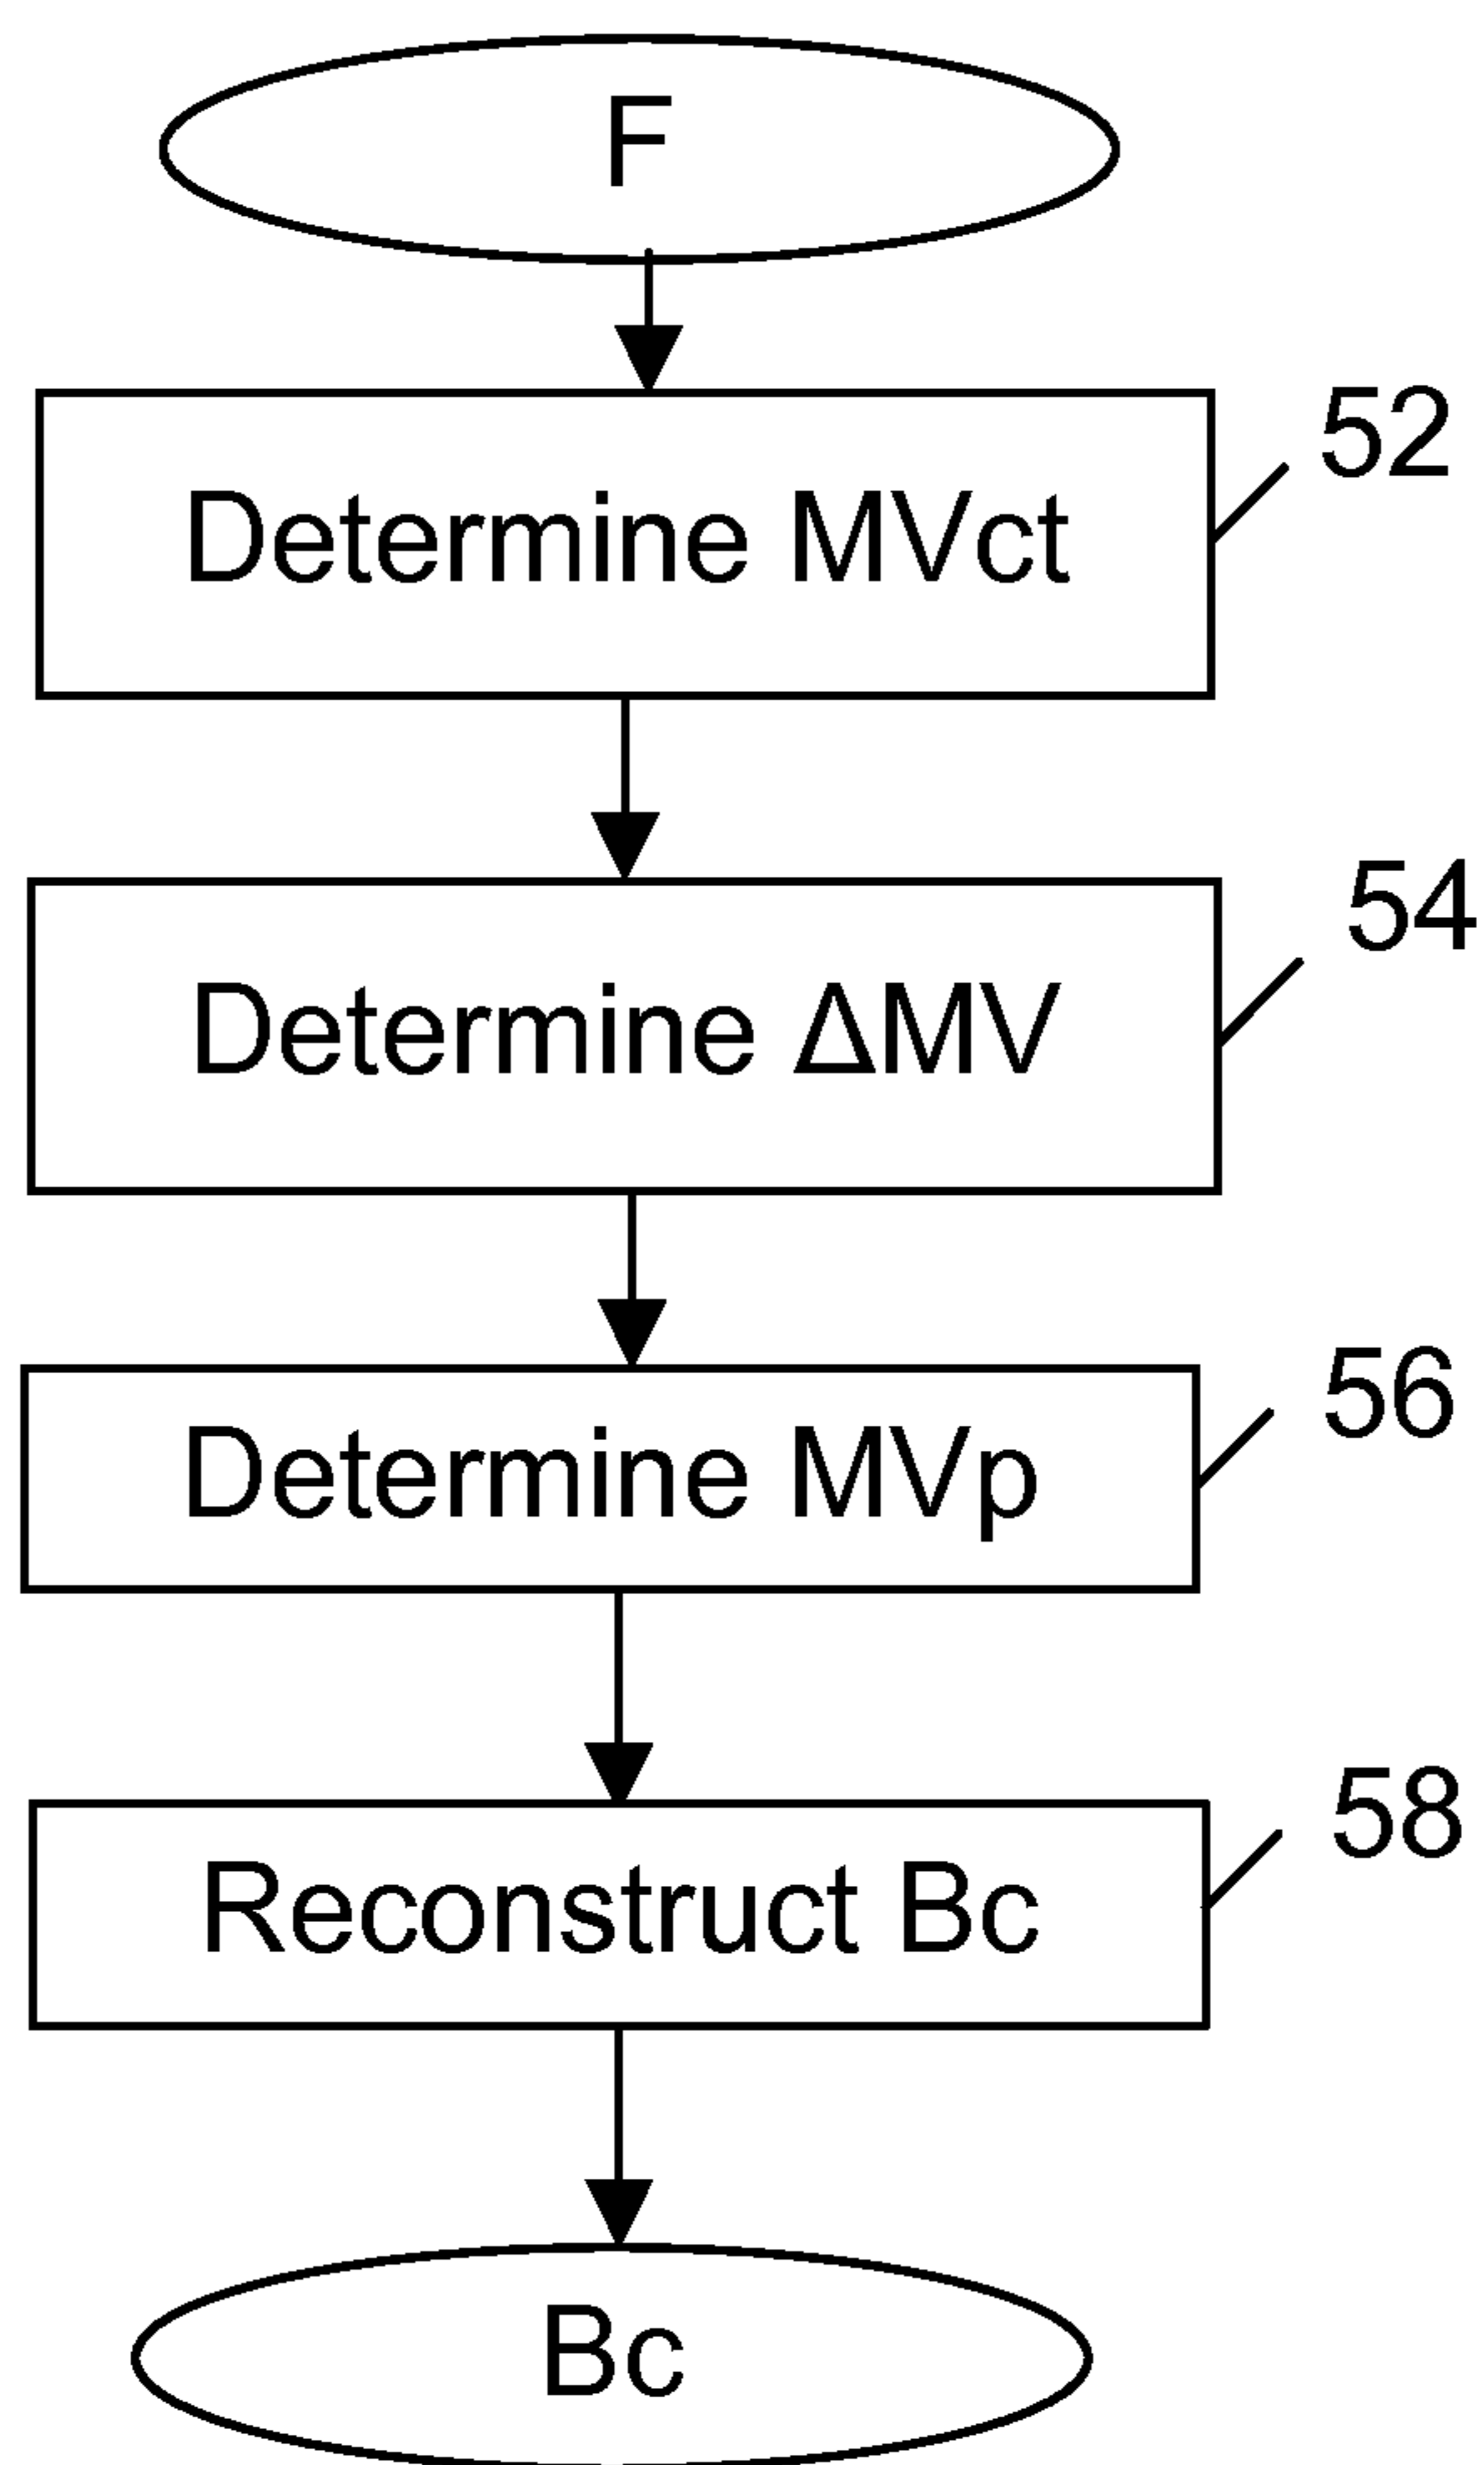 F
52
Determine MVct
54
Determine ΔMV
56
Determine MVp
58
Reconstruct Bc
Bc